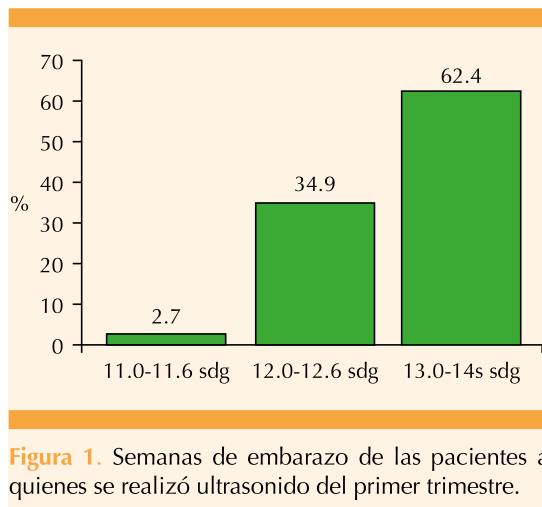 70
60
50
40
30
20
10
0
%
2.7
34.9
62.4
11.0-11.6 sdg
12.0-12.6 sdg
13.0-14s sdg
Figura 1. Semanas de embarazo de las pacientes a
quienes se realizó ultrasonido del primer trimestre.